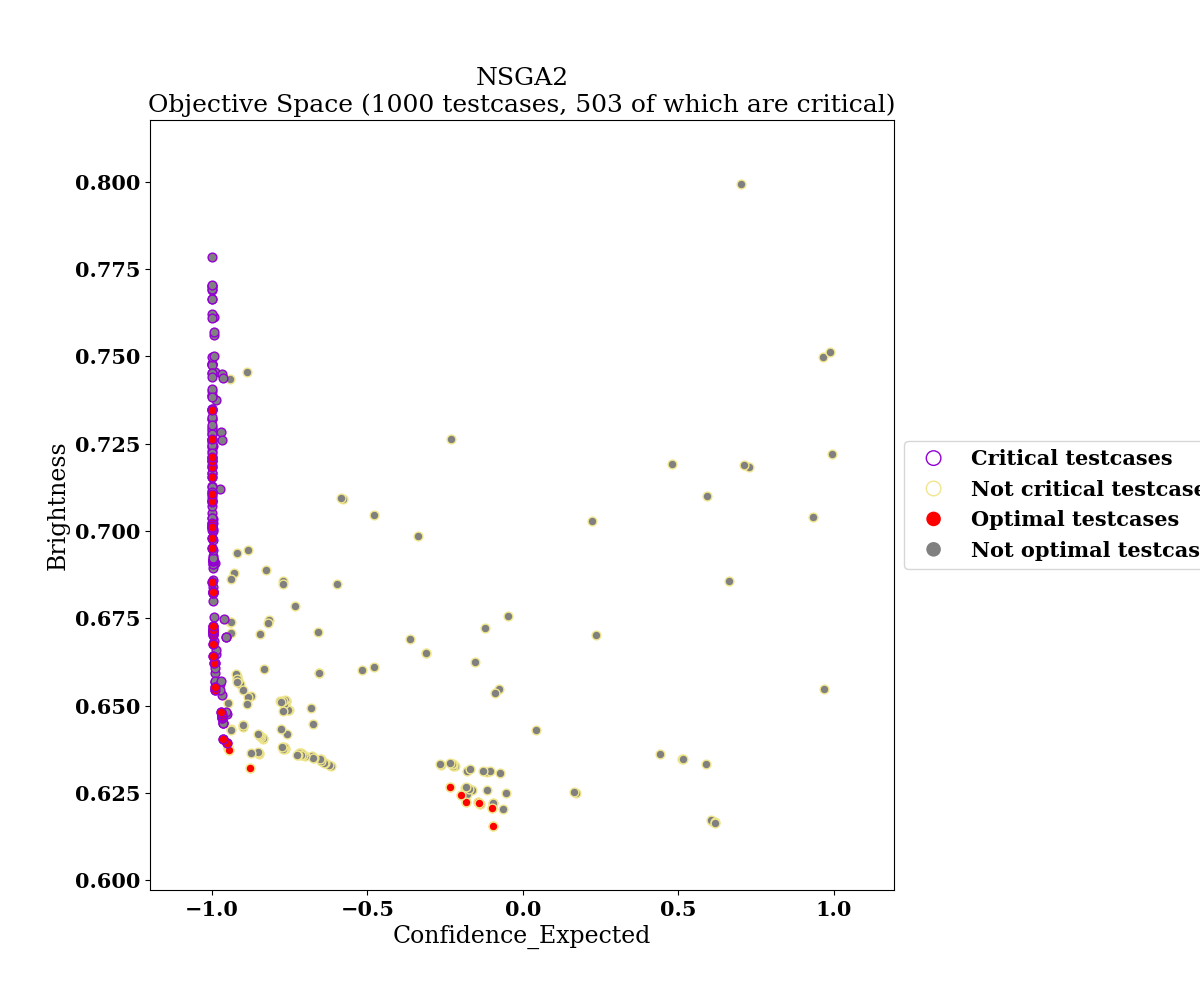 NSGA2
Objective Space (1000 testcases, 503 of which are critical)
0.800
0.775
0.750
0.725
0.700
0.675
0.650
0.625
0.600
Brightness
−1.0
−0.5
0.0
0.5
1.0
Confidence_Expected
Critical testcases
Not critical testcase
Optimal testcases
Not optimal testcas